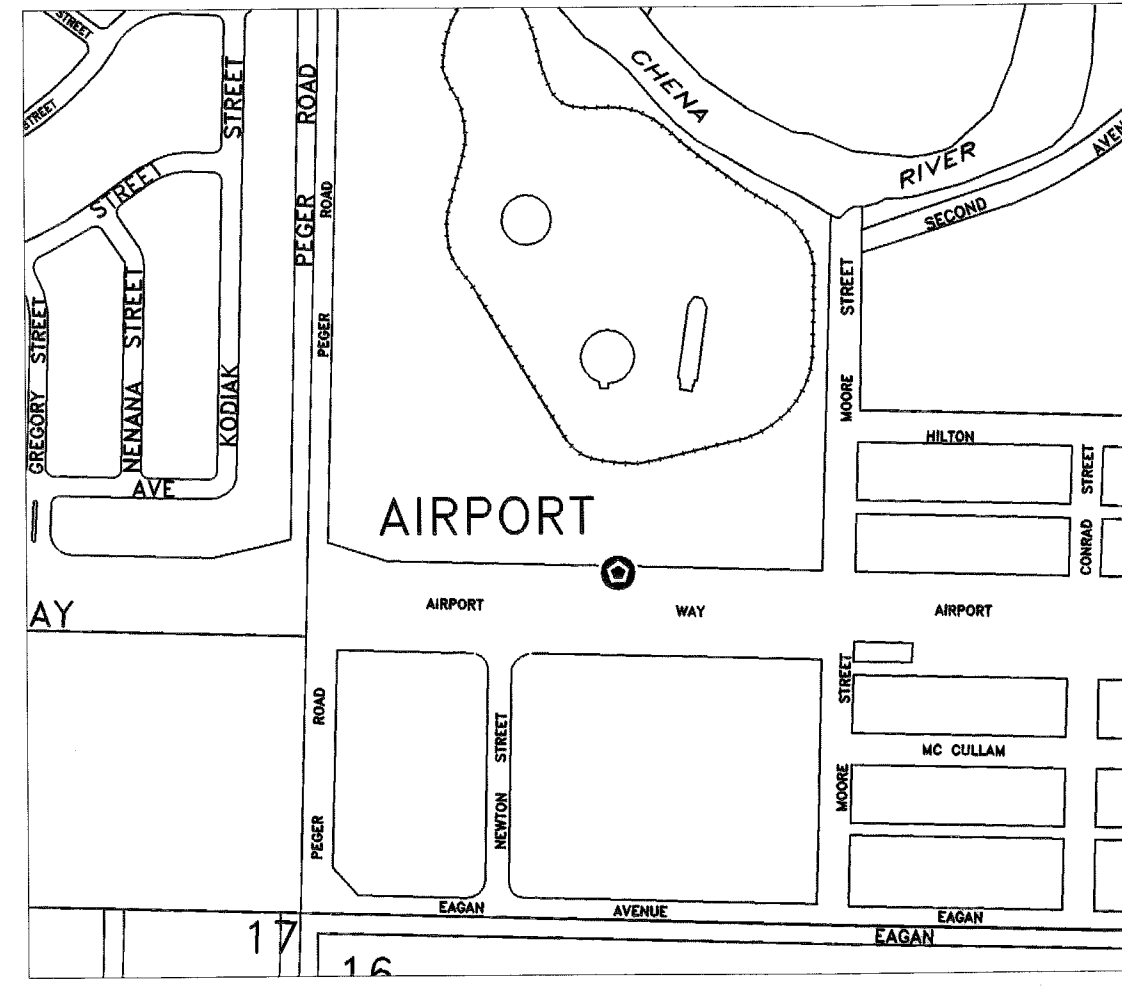 STREET
STREET
STREET
STREET
KODIAK
NENANA STREET
GREGORY STREET
AVE
PEGER ROAD
PEGER ROAD
CHENA
RIVER
SECOND
MOORE STREET
HILTON
CONRAD STREET
AIRPORT
AIRPORT WAY AIRPORT
AY
PEGER ROAD
NEWTON STREET
MOORE STREET
MC CULLAM
EAGAN AVENUE EAGAN
EAGAN
17
16